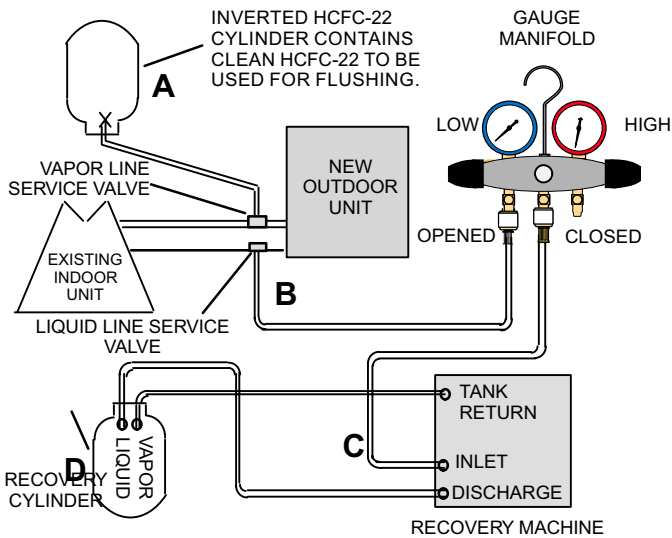 INVERTED HCFC-22
CYLINDER CONTAINS
CLEAN HCFC-22 TO BE
USED FOR FLUSHING.
A
GAUGE
MANIFOLD
LOW
HIGH
VAPOR LINE
SERVICE VALVE
NEW
OUTDOOR
UNIT
OPENED
CLOSED
EXISTING
INDOOR
UNIT
B
LIQUID LINE SERVICE
VALVE
TANK
RETURN
C
INLET
DISCHARGE
D
RECOVERY
CYLINDER
LIQUID
VAPOR
RECOVERY MACHINE